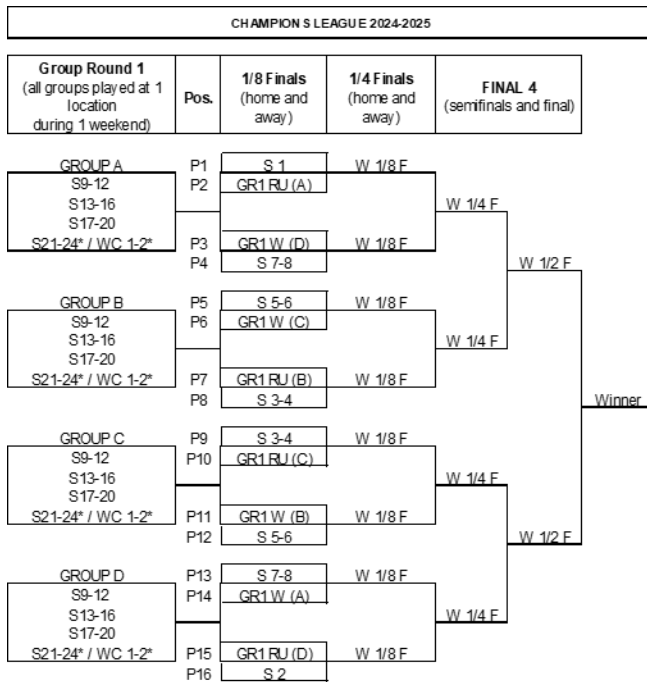 CHAMPIONS LEAGUE 2024-2025
Group Round 1
(all groups played at 1
location
during 1 weekend)
Pos.
1/8 Finals
(home and
away)
1/4 Finals
(home and
away)
FINAL 4
(semifinals and final)
GROUP A P1 S 1 W 1/8 F
S9-12 P2 GR1 RU (A)
S13-16 W 1/4 F
S17-20
S21-24* / WC 1-2* P3 GR1 W (D) W 1/8 F
P4 S 7-8 W 1/2 F
GROUP B P5 S 5-6 W 1/8 F
S9-12 P6 GR1 W (C)
S13-16 W 1/4 F
S17-20
S21-24* / WC 1-2* P7 GR1 RU (B) W 1/8 F
P8 S 3-4 Winner
GROUP C P9 S 3-4 W 1/8 F
S9-12 P10 GR1 RU (C)
S13-16 W 1/4 F
S17-20
S21-24* / WC 1-2* P11 GR1 W (B) W 1/8 F
P12 S 5-6 W 1/2 F
GROUP D P13 S 7-8 W 1/8 F
S9-12 P14 GR1 W (A)
S13-16 W 1/4 F
S17-20
S21-24* / WC 1-2* P15 GR1 RU (D) W 1/8 F
P16 S 2